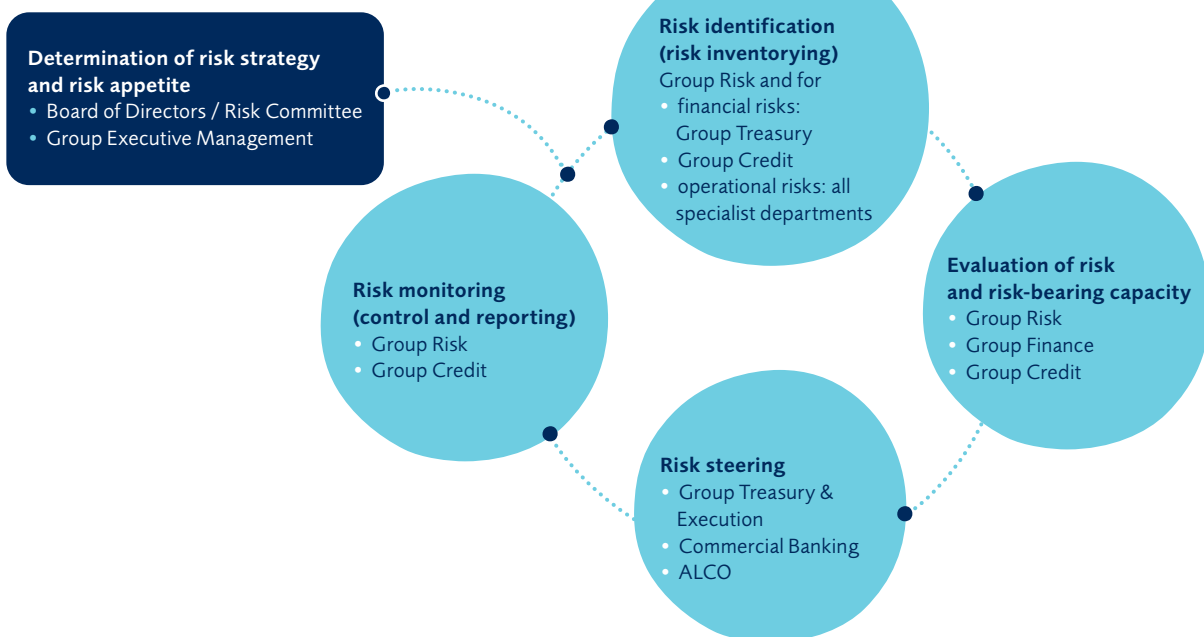 Determination of risk strategy
and risk appetite
• Board of Directors / Risk Committee
• Group Executive Management
Risk identification
(risk inventorying)
Group Risk and for
• financial risks:
Group Treasury
• Group Credit
• operational risks: all
specialist departments
Evaluation of risk
and risk-bearing capacity
• Group Risk
• Group Finance
• Group Credit
Risk steering
• Group Treasury &
Execution
• Commercial Banking
• ALCO
Risk monitoring
(control and reporting)
• Group Risk
• Group Credit